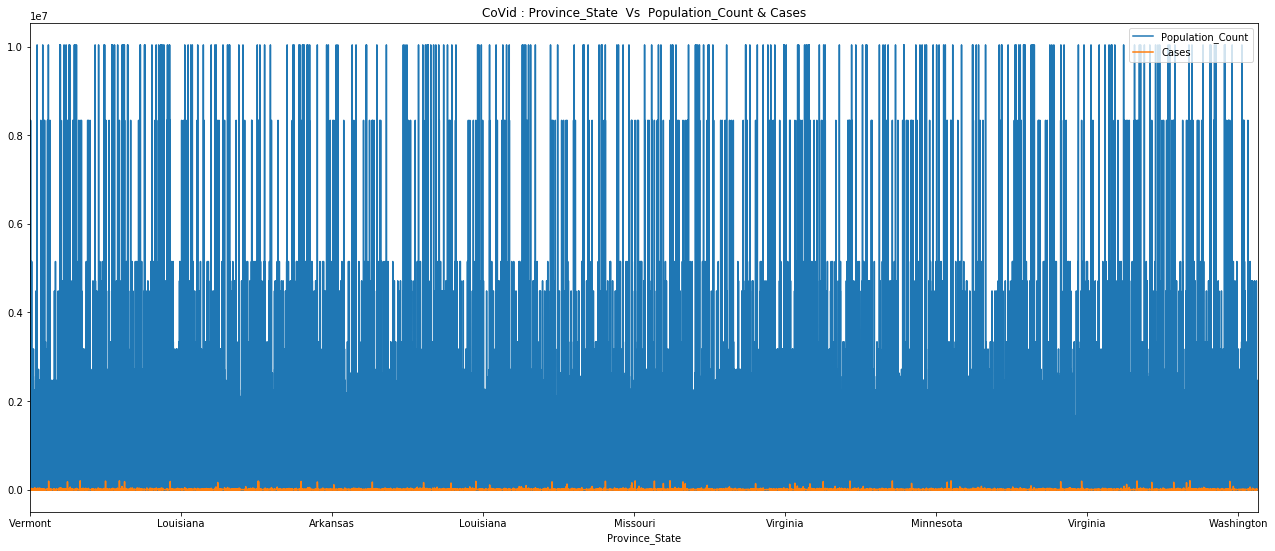 CoVid : Province_State  Vs  Population_Count & Cases
1e7
Population_Count
Cases
1.0
0.8
0.6
0.4
0.2
0.0
Vermont
Louisiana
Arkansas
Louisiana
Missouri
Virginia
Minnesota
Virginia
Washington
Province_State